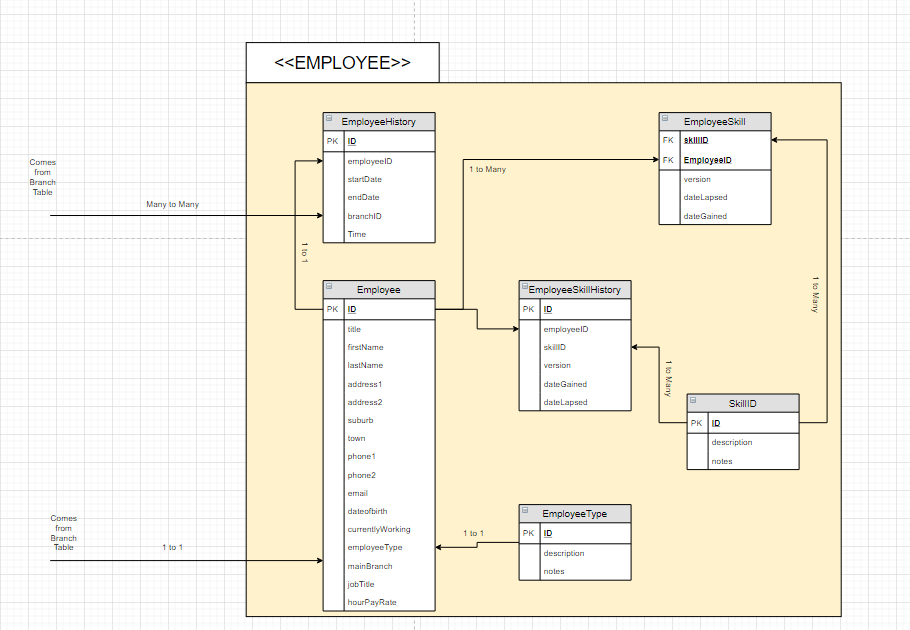 <<EMPLOYEE>>
EmployeeHistory
PK ID
employeeID
startDate
endDate
branchID
Time
EmployeeSkill
FK skillID
FK EmployeeID
version
dateLapsed
dateGained
Comes
from
Branch
Table
Many to Many
1 to Many
1 to 1
Employee
PK ID
title
firstName
lastName
address1
address2
suburb
town
phone1
phone2
email
dateofbirth
currentlyWorking
employeeType
mainBranch
jobTitle
hourPayRate
EmployeeSkillHistory
PK ID
employeeID
skillID
version
dateGained
dateLapsed
1 to Many
1 to Many
SkillID
PK ID
description
notes
EmployeeType
PK ID
description
notes
1 to 1
Comes
from
Branch
Table
1 to 1